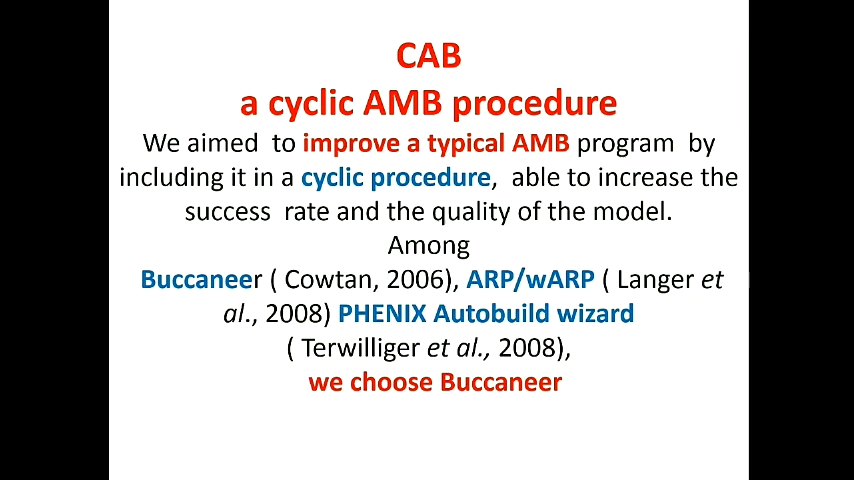 CAB
a cyclic AMB procedure
We aimed  to improve a typical AMB program  by
including it in a cyclic procedure,  able to increase the
success  rate and the quality of the model.
Among
Buccaneer ( Cowtan, 2006), ARP/wARP ( Langer et
al., 2008) PHENIX Autobuild wizard
( Terwilliger et al., 2008),
we choose Buccaneer